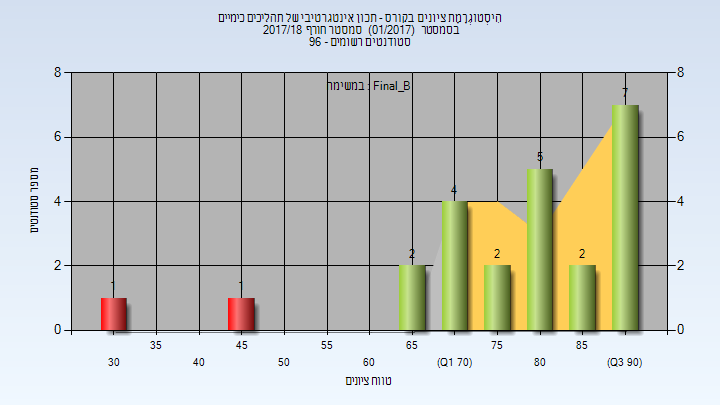 היסטוגרמת ציונים בקורס - תכון אינטגרטיבי של תהליכים כימיים
בסמסטר (01/2017) סמסטר חורף 2017/18
סטודנטים רשומים - 96
במשימה : Final_B
8 8
6 6
4 4
2 2
0 0
מספר סטודנטים
1 1 2 4 2 5 2 7
35 45 55 65 75 85
30 40 50 60 (Q1 70) 80 (Q3 90)
טווח ציונים